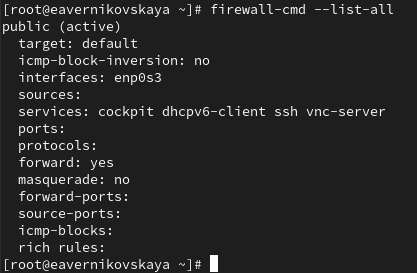 [root@eavernikovskaya ~]# firewall-cmd --list-all
public (active)
  target: default
  icmp-block-inversion: no
  interfaces: enp0s3
  sources:
  services: cockpit dhcpv6-client ssh vnc-server
  ports:
  protocols:
  forward: yes
  masquerade: no
  forward-ports:
  source-ports:
  icmp-blocks:
  rich rules:
[root@eavernikovskaya ~]#